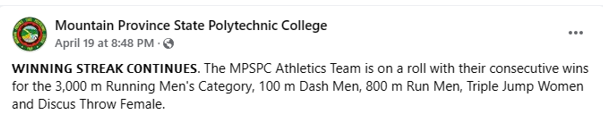 Mountain Province State Polytechnic College
April 19 at 8:48 PM ·
WINNING STREAK CONTINUES. The MPSPC Athletics Team is on a roll with their consecutive wins
for the 3,000 m Running Men's Category, 100 m Dash Men, 800 m Run Men, Triple Jump Women
and Discus Throw Female.